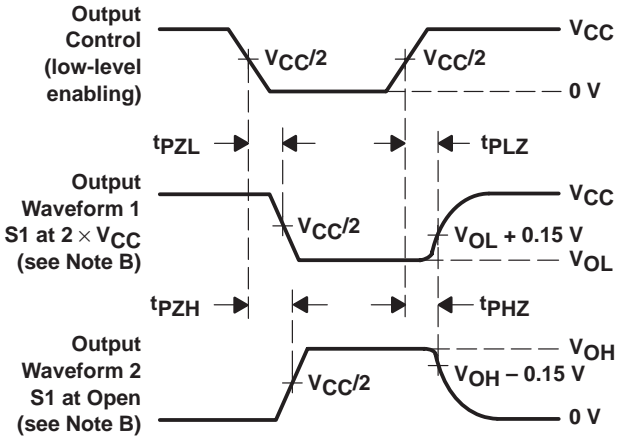 Output
Control
(low-level
enabling)
VCC/2
VCC/2
VCC
0 V
tPZL
tPLZ
Output
Waveform 1
S1 at 2 × VCC
(see Note B)
VCC/2
VCC
VOL + 0.15 V
VOL
tPZH
tPHZ
Output
Waveform 2
S1 at Open
(see Note B)
VCC/2
VOH
VOH – 0.15 V
0 V